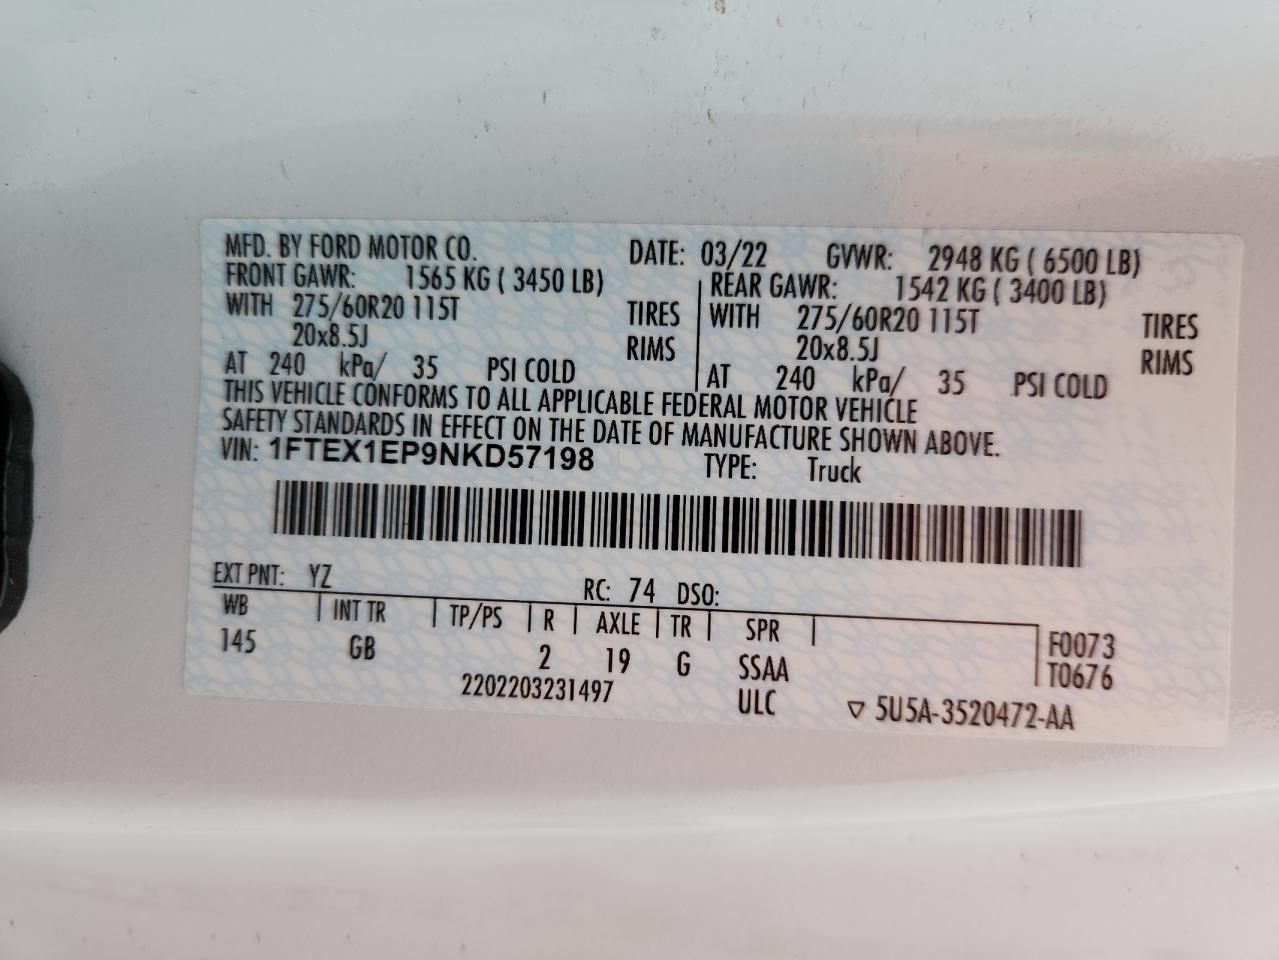 MFD. BY FORD MOTOR CO. DATE: 03/22 GVWR: 2948 KG ( 6500 LB)
FRONT GAWR: 1565 KG ( 3450 LB) REAR GAWR: 1542 KG ( 3400 LB)
WITH 275/60R20 115T TIRES WITH 275/60R20 115T TIRES
20x8.5J RIMS 20x8.5J RIMS
AT 240 kPa/ 35 PSI COLD AT 240 kPa/ 35 PSI COLD
THIS VEHICLE CONFORMS TO ALL APPLICABLE FEDERAL MOTOR VEHICLE
SAFETY STANDARDS IN EFFECT ON THE DATE OF MANUFACTURE SHOWN ABOVE.
VIN: 1FTEX1EP9NKD57198 TYPE: Truck
EXT PNT: YZ RC: 74 DSO:
WB INT TR TP/PS R AXLE TR SPR F0073
145 GB 2 19 G SSAA T0676
2202203231497 ULC ▽ 5U5A-3520472-AA